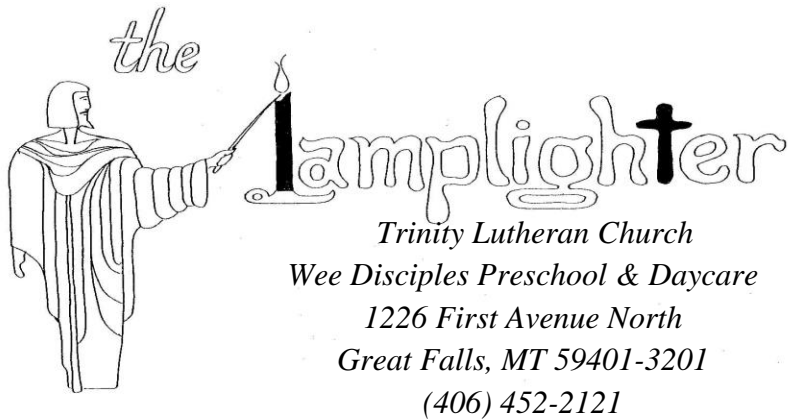 the
Lamplighter
Trinity Lutheran Church
Wee Disciples Preschool & Daycare
1226 First Avenue North
Great Falls, MT 59401-3201
(406) 452-2121